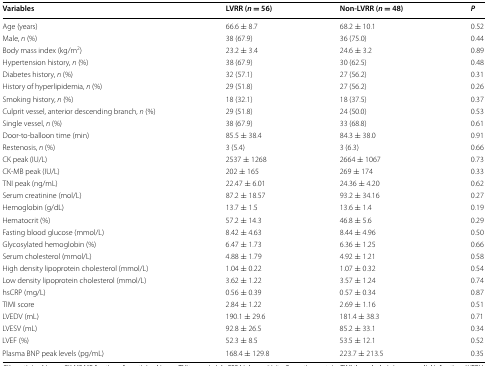 Variables LVRR (n = 56) Non-LVRR (n = 48) P
Age (years) 66.6 ± 8.7 68.2 ± 10.1 0.52
Male, n (%) 38 (67.9) 36 (75.0) 0.44
Body mass index (kg/m²) 23.2 ± 3.4 24.6 ± 3.2 0.89
Hypertension history, n (%) 38 (67.9) 30 (62.5) 0.48
Diabetes history, n (%) 32 (57.1) 27 (56.2) 0.31
History of hyperlipidemia, n (%) 29 (51.8) 27 (56.2) 0.26
Smoking history, n (%) 18 (32.1) 18 (37.5) 0.37
Culprit vessel, anterior descending branch, n (%) 29 (51.8) 24 (50.0) 0.53
Single vessel, n (%) 38 (67.9) 33 (68.8) 0.61
Door-to-balloon time (min) 85.5 ± 38.4 84.3 ± 38.0 0.91
Restenosis, n (%) 3 (5.4) 3 (6.3) 0.66
CK peak (IU/L) 2537 ± 1268 2664 ± 1067 0.73
CK-MB peak (IU/L) 202 ± 165 269 ± 174 0.33
TNI peak (ng/mL) 22.47 ± 6.01 24.36 ± 4.20 0.62
Serum creatinine (mol/L) 87.2 ± 18.57 93.2 ± 34.16 0.27
Hemoglobin (g/dL) 13.7 ± 1.5 13.6 ± 1.4 0.19
Hematocrit (%) 57.2 ± 14.3 46.8 ± 5.6 0.29
Fasting blood glucose (mmol/L) 8.42 ± 4.63 8.44 ± 4.96 0.50
Glycosylated hemoglobin (%) 6.47 ± 1.73 6.36 ± 1.25 0.66
Serum cholesterol (mmol/L) 4.88 ± 1.79 4.92 ± 1.21 0.58
High density lipoprotein cholesterol (mmol/L) 1.04 ± 0.22 1.07 ± 0.32 0.54
Low density lipoprotein cholesterol (mmol/L) 3.62 ± 1.22 3.57 ± 1.24 0.74
hsCRP (mg/L) 0.56 ± 0.39 0.57 ± 0.34 0.87
TIMI score 2.84 ± 1.22 2.69 ± 1.16 0.51
LVEDV (mL) 190.1 ± 29.6 181.4 ± 38.3 0.71
LVESV (mL) 92.8 ± 26.5 85.2 ± 33.1 0.34
LVEF (%) 52.3 ± 8.5 53.5 ± 12.1 0.52
Plasma BNP peak levels (pg/mL) 168.4 ± 129.8 223.7 ± 213.5 0.35